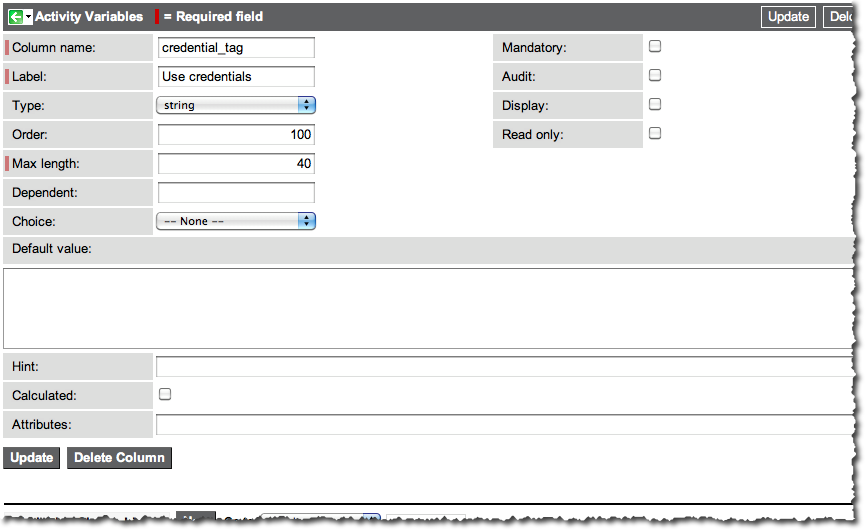 Activity Variables = Required field Update
Column name: credential_tag Mandatory:
Label: Use credentials Audit:
Type: string Display:
Order: 100 Read only:
Max length: 40
Dependent:
Choice: -- None --
Default value:
Hint:
Calculated:
Attributes:
Update Delete Column